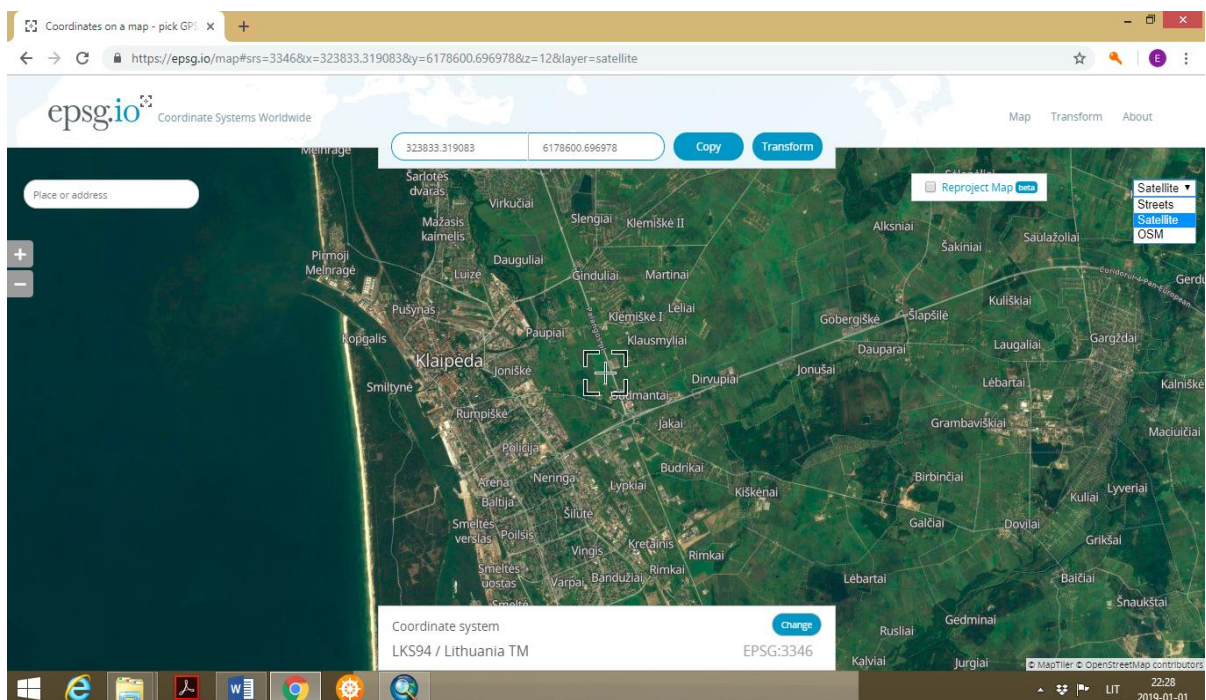 Coordinates on a map - pick GPS
https://epsg.io/map#srs=3346&x=323833.319083&y=6178600.696978&z=12&layer=satellite
E
epsg.io
Coordinate Systems Worldwide
Map Transform About
323833.319083 6178600.696978 Copy Transform
Place or address
Reproject Map beta
Satellite
Streets
Satellite
OSM
Melnragė
Šarlotės
dvaras
Virkučiai
Mažasis
kaimelis
Slengiai
Klemiškė II
Alksniai
Šakiniai
Saulažoliai
Pirmoji
Melnragė
Dauguliai
Luizė
Ginduliai
Martinai
Gerdu
Kuliškiai
Pušynas
Leliai
Klemiškė I
Gobergiškė
Šlapšilė
Kopgalis
Paupiai
Klausmyliai
Dauparai
Laugaliai
Gargždai
Klaipėda
Joniškė
Jonušai
Dirvupiai
Lėbartai
Kalniškė
Smiltynė
Gudmantai
Rumpiškė
Jakai
Grambaviškiai
Maciuičiai
Policija
Budrikai
Neringa
Arena
Lypkiai
Kiškėnai
Birbinčiai
Baltija
Lyveriai
Kuliai
Šilutė
Smeltės
verslas
Poilsis
Galčiai
Dovilai
Kretainis
Vingis
Rimkai
Grikšai
Smeltės
uostas
Varpai
Bandužiai
Rimkai
Lėbartai
Baičiai
Smeltė
Šnaukštai
Gedminai
Rusliai
Kalviai
Jurgiai
Coordinate system Change
LKS94 / Lithuania TM EPSG:3346
© MapTiler © OpenStreetMap contributors
LIT
22:28
2019-01-01